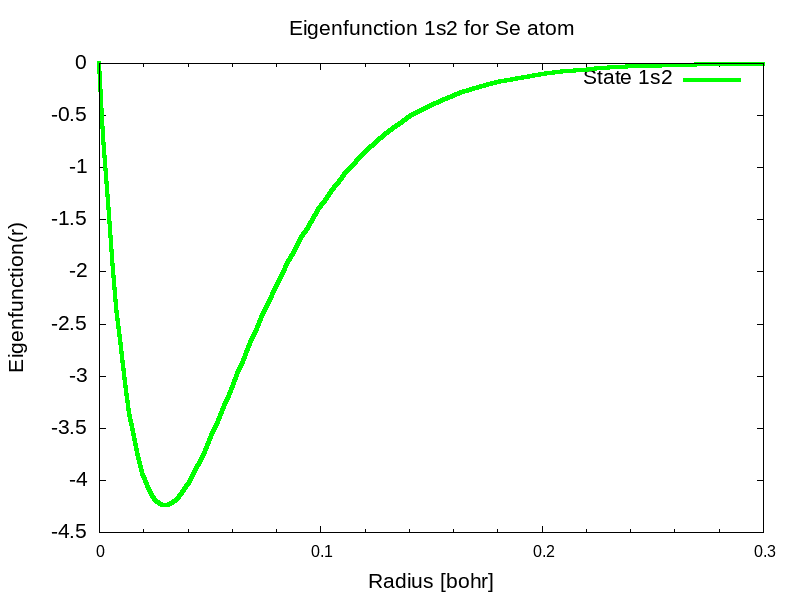 Eigenfunction 1s2 for Se atom
State 1s2
0
-0.5
-1
-1.5
-2
-2.5
-3
-3.5
-4
-4.5
Eigenfunction(r)
0 0.1 0.2 0.3
Radius [bohr]